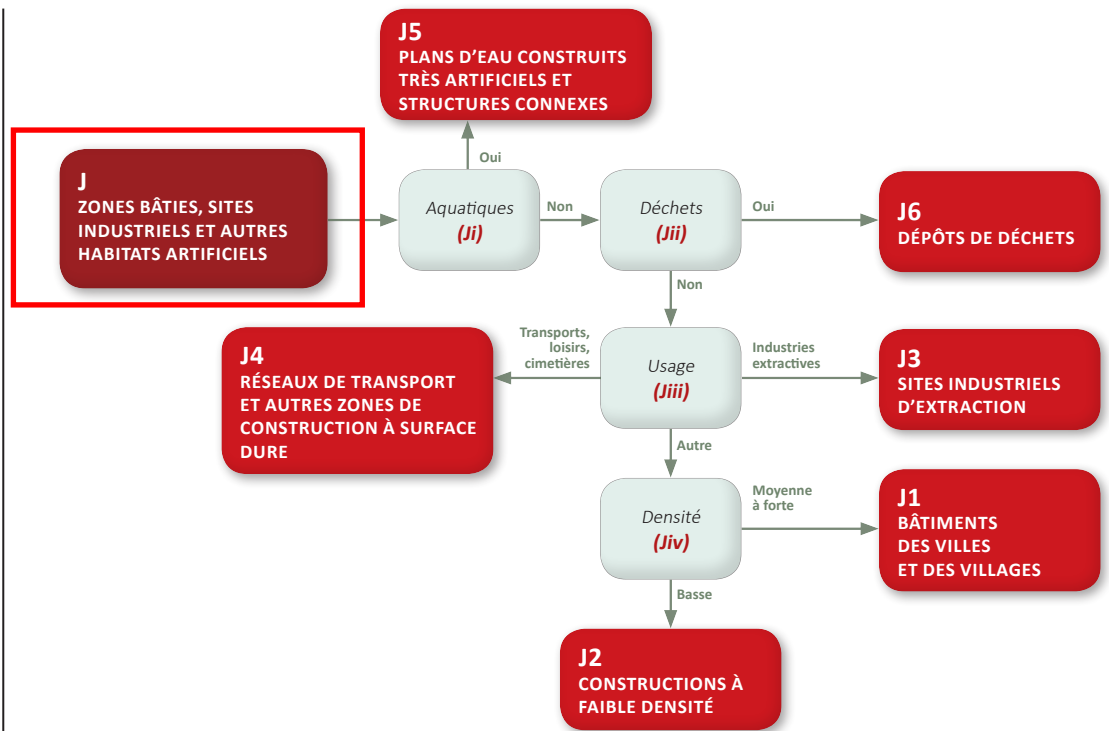 J5
PLANS D'EAU CONSTRUITS
TRÈS ARTIFICIELS ET
STRUCTURES CONNEXES
Oui
J
ZONES BÂTIES, SITES
INDUSTRIELS ET AUTRES
HABITATS ARTIFICIELS
Aquatiques
(Ji)
Non
Déchets
(Jii)
Oui
J6
DÉPÔTS DE DÉCHETS
Non
J4
RÉSEAUX DE TRANSPORT
ET AUTRES ZONES DE
CONSTRUCTION À SURFACE
DURE
Transports,
loisirs,
cimetières
Usage
(Jiii)
Industries
extractives
J3
SITES INDUSTRIELS
D'EXTRACTION
Autre
Densité
(Jiv)
Moyenne
à forte
J1
BÂTIMENTS
DES VILLES
ET DES VILLAGES
Basse
J2
CONSTRUCTIONS À
FAIBLE DENSITÉ